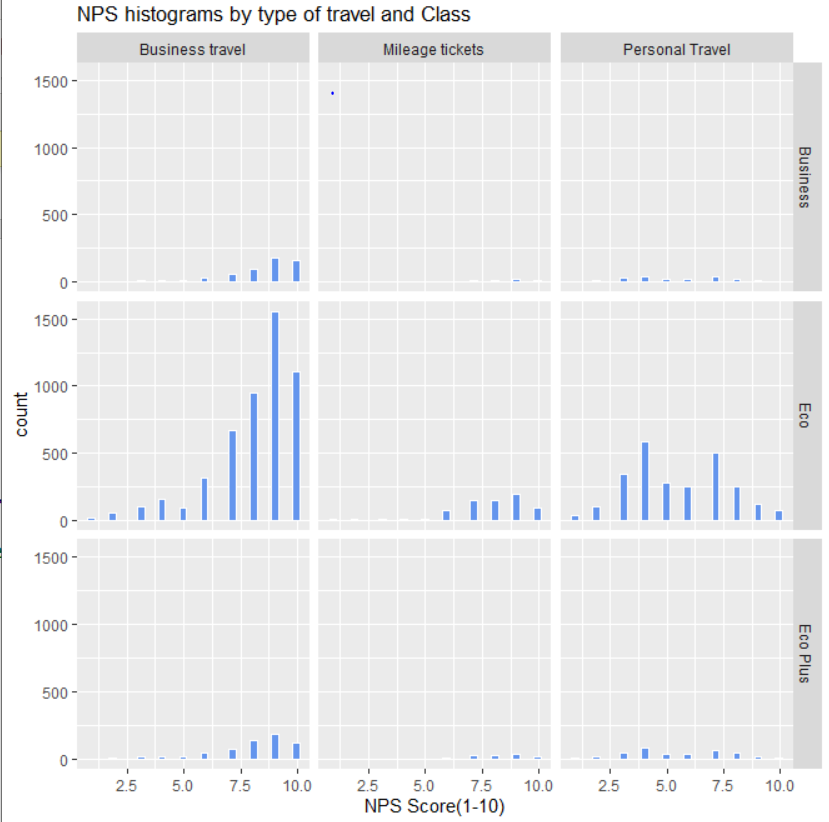 NPS histograms by type of travel and Class
Business travel Mileage tickets Personal Travel
1500
1000
500
0
Business
1500
1000
500
0
Eco
count
1500
1000
500
0
Eco Plus
2.5 5.0 7.5 10.0 2.5 5.0 7.5 10.0 2.5 5.0 7.5 10.0
NPS Score(1-10)